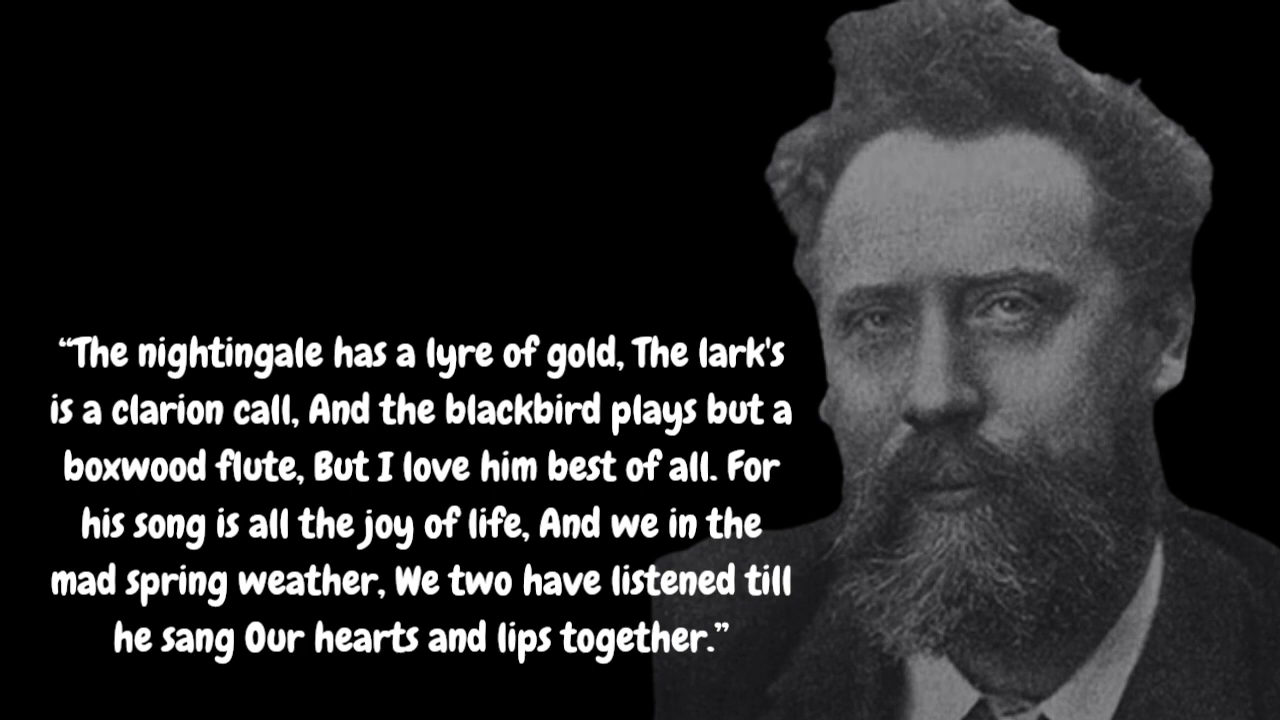 “The nightingale has a lyre of gold, The lark's
is a clarion call, And the blackbird plays but a
boxwood flute, But I love him best of all. For
his song is all the joy of life, And we in the
mad spring weather, We two have listened till
he sang Our hearts and lips together.”